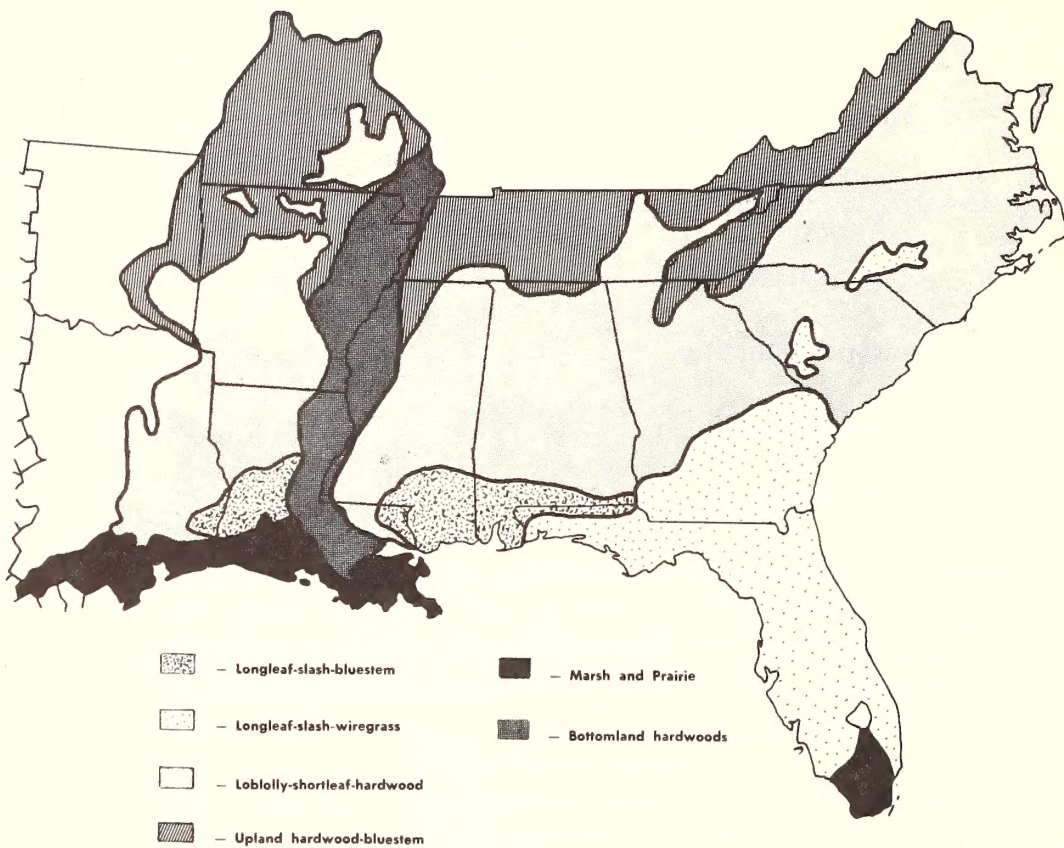 – Longleaf-slash-bluestem
– Longleaf-slash-wiregrass
– Loblolly-shortleaf-hardwood
– Upland hardwood-bluestem
– Marsh and Prairie
– Bottomland hardwoods